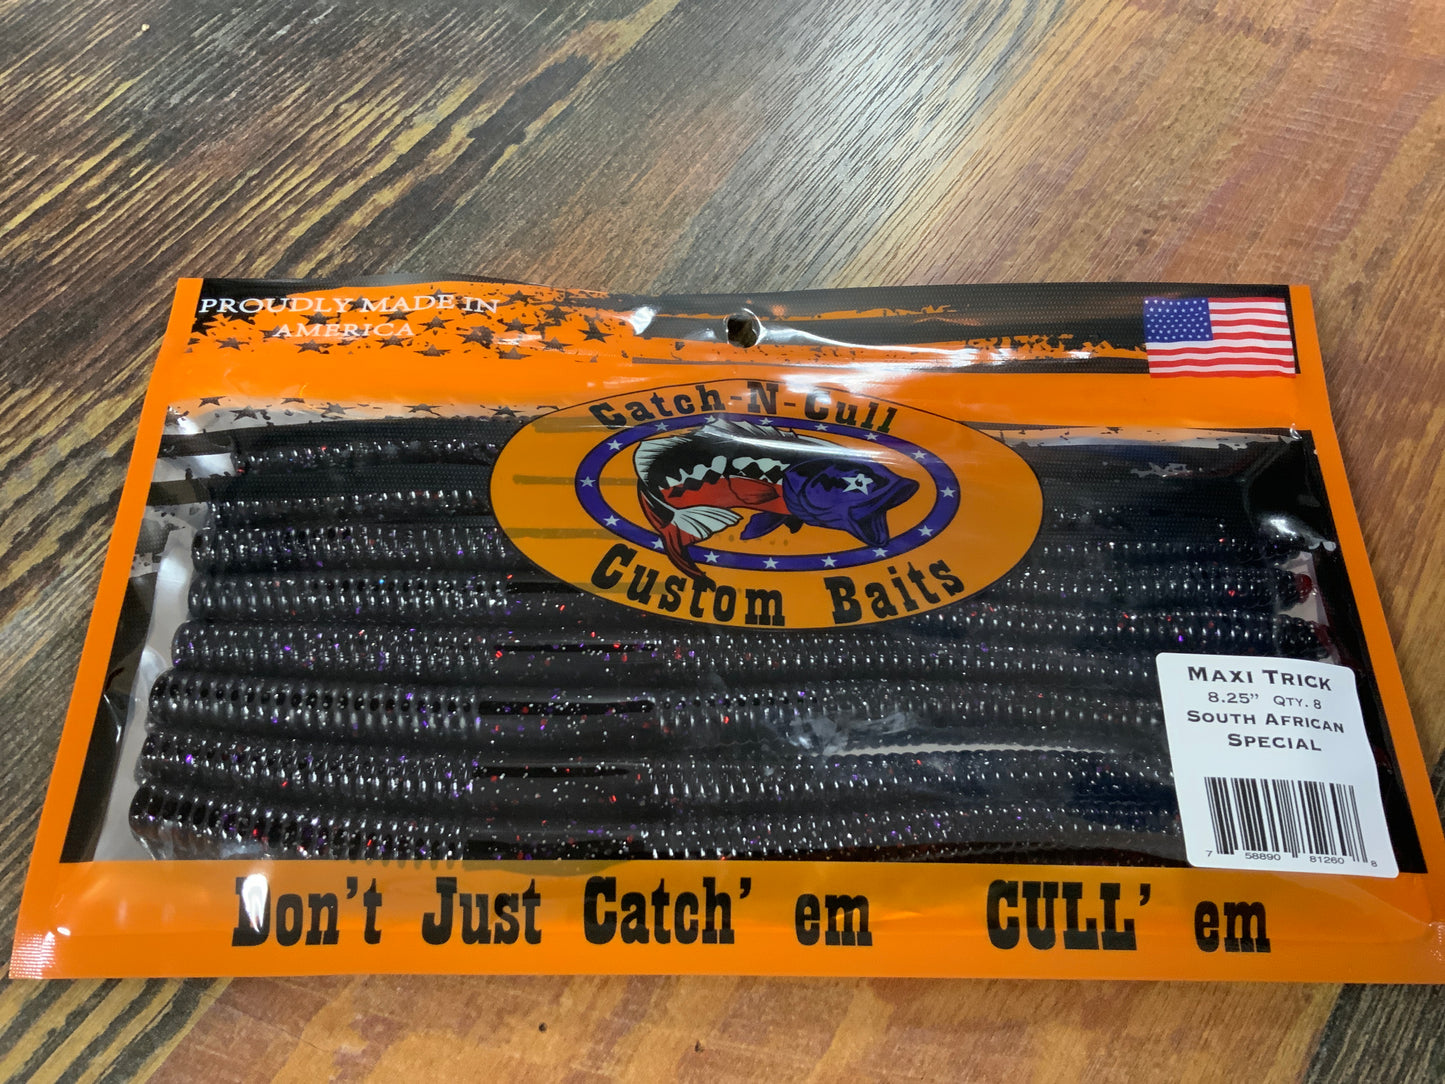 PROUDLY MADE IN
AMERICA
Catch-N-Cull
Custom Baits
MAXI TRICK
8.25" QTY. 8
SOUTH AFRICAN
SPECIAL
7 58890 81260 8
Don't Just Catch' em CULL' em